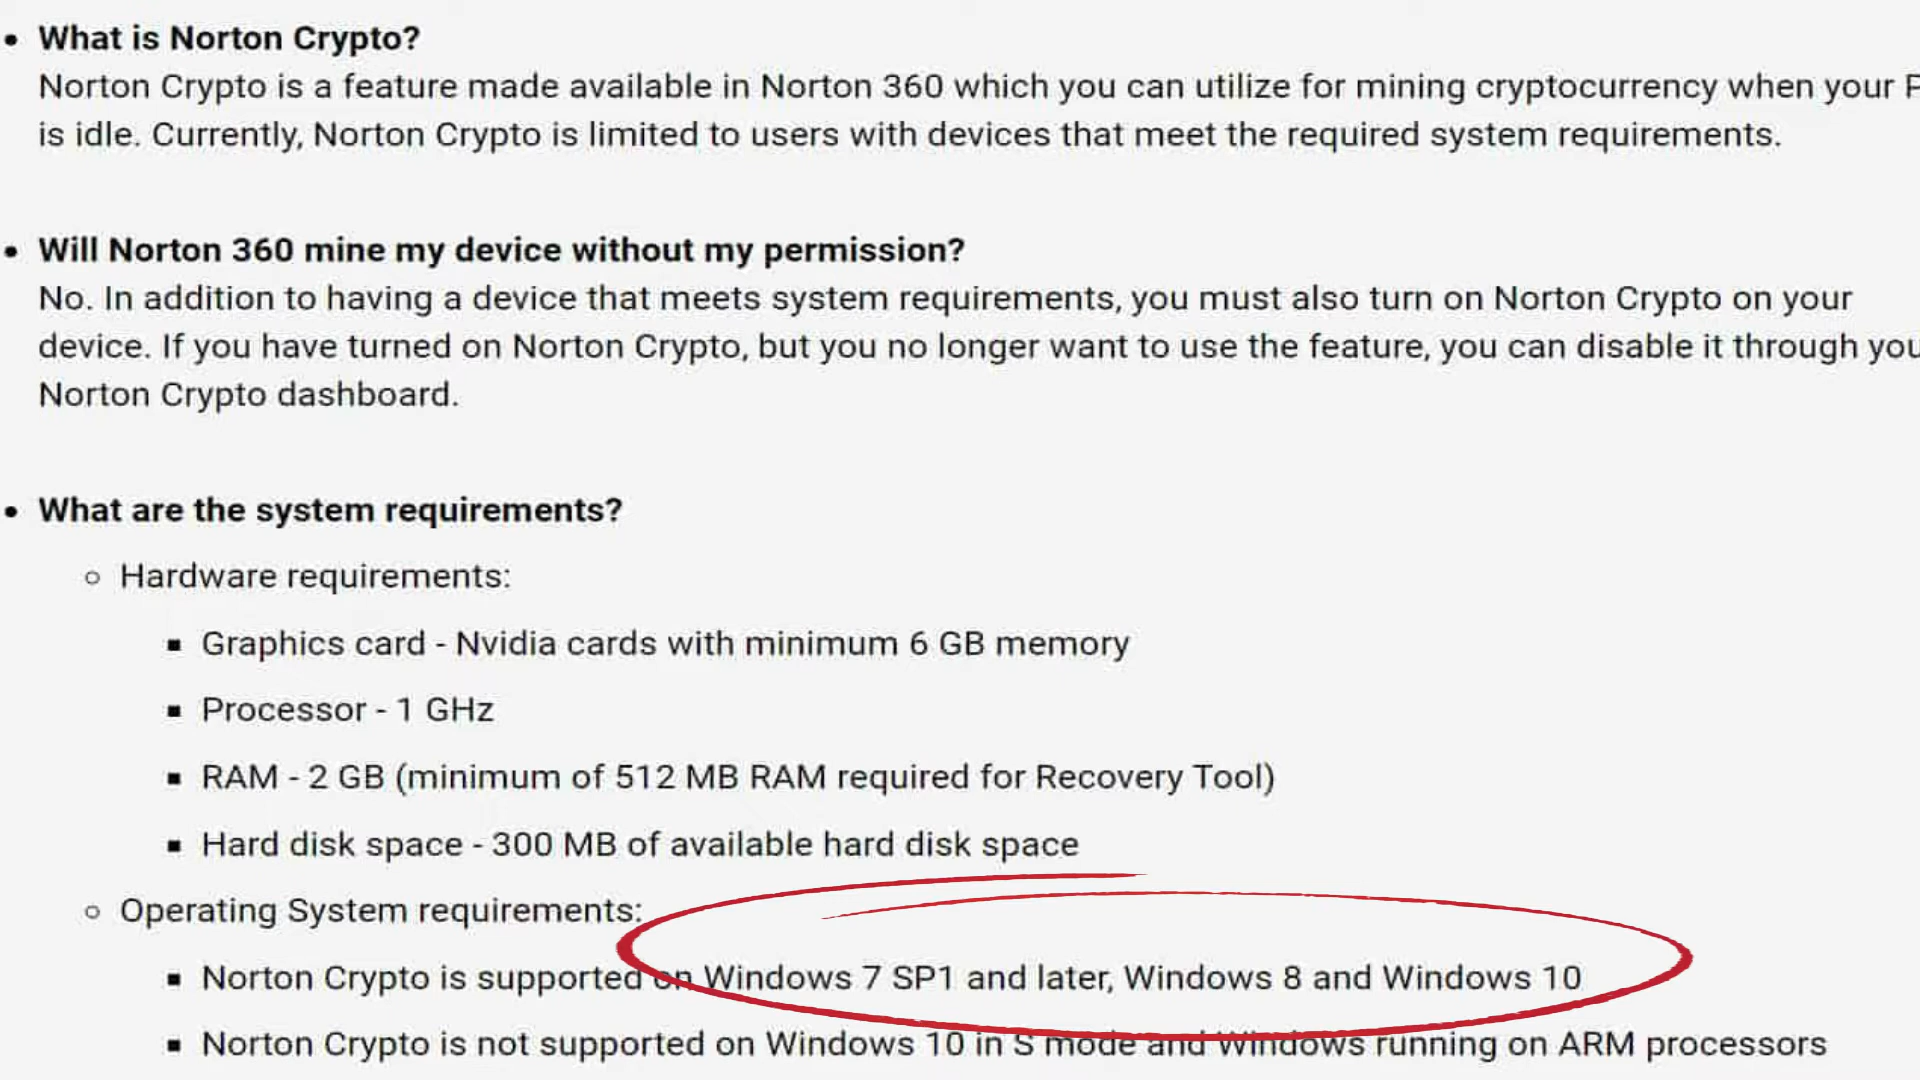 • What is Norton Crypto?
Norton Crypto is a feature made available in Norton 360 which you can utilize for mining cryptocurrency when your
is idle. Currently, Norton Crypto is limited to users with devices that meet the required system requirements.
• Will Norton 360 mine my device without my permission?
No. In addition to having a device that meets system requirements, you must also turn on Norton Crypto on your
device. If you have turned on Norton Crypto, but you no longer want to use the feature, you can disable it through you
Norton Crypto dashboard.
• What are the system requirements?
○ Hardware requirements:
▪ Graphics card - Nvidia cards with minimum 6 GB memory
▪ Processor - 1 GHz
▪ RAM - 2 GB (minimum of 512 MB RAM required for Recovery Tool)
▪ Hard disk space - 300 MB of available hard disk space
○ Operating System requirements:
▪ Norton Crypto is supported on Windows 7 SP1 and later, Windows 8 and Windows 10
▪ Norton Crypto is not supported on Windows 10 in S mode and Windows running on ARM processors